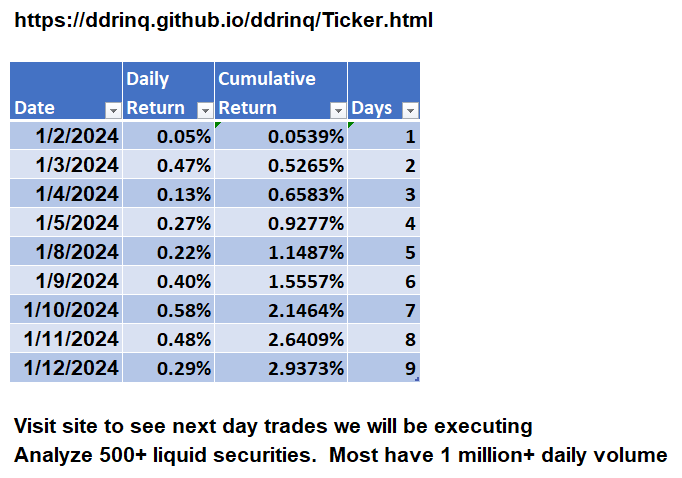 https://ddrinq.github.io/ddrinq/Ticker.html
Daily Cumulative
Date Return Return Days
1/2/2024 0.05% 0.0539% 1
1/3/2024 0.47% 0.5265% 2
1/4/2024 0.13% 0.6583% 3
1/5/2024 0.27% 0.9277% 4
1/8/2024 0.22% 1.1487% 5
1/9/2024 0.40% 1.5557% 6
1/10/2024 0.58% 2.1464% 7
1/11/2024 0.48% 2.6409% 8
1/12/2024 0.29% 2.9373% 9
Visit site to see next day trades we will be executing
Analyze 500+ liquid securities.  Most have 1 million+ daily volume